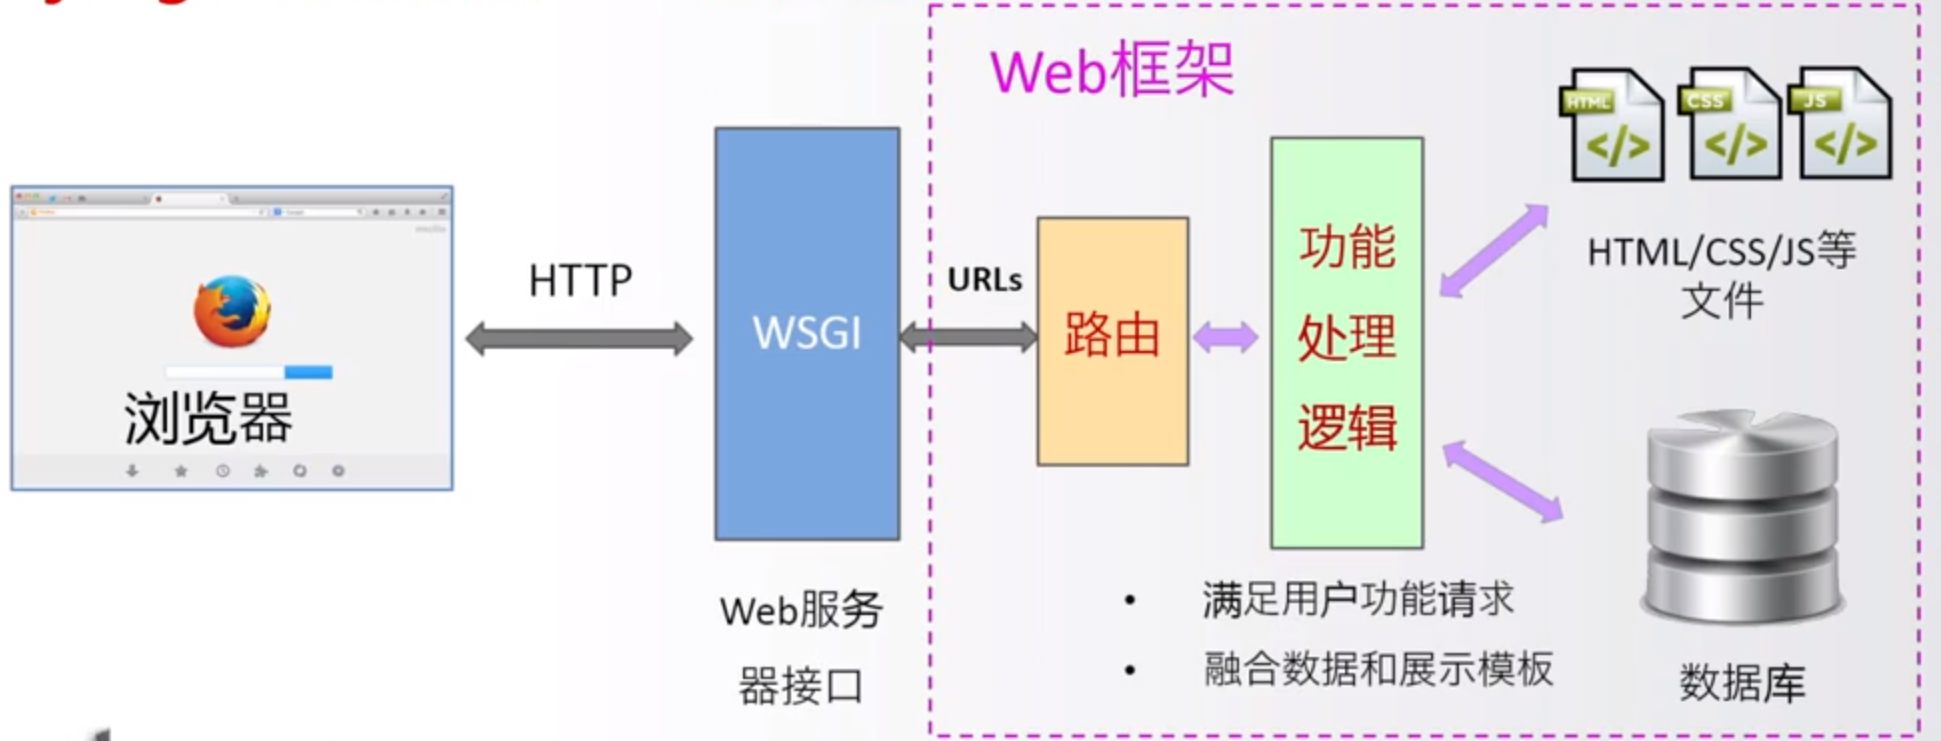 Web框架
HTML
CSS
JS
</>
</>
</>
HTML/CSS/JS等
文件
浏览器
HTTP
WSGI
Web服务
器接口
URLs
路由
功能
处理
逻辑
• 满足用户功能请求
• 融合数据和展示模板
数据库